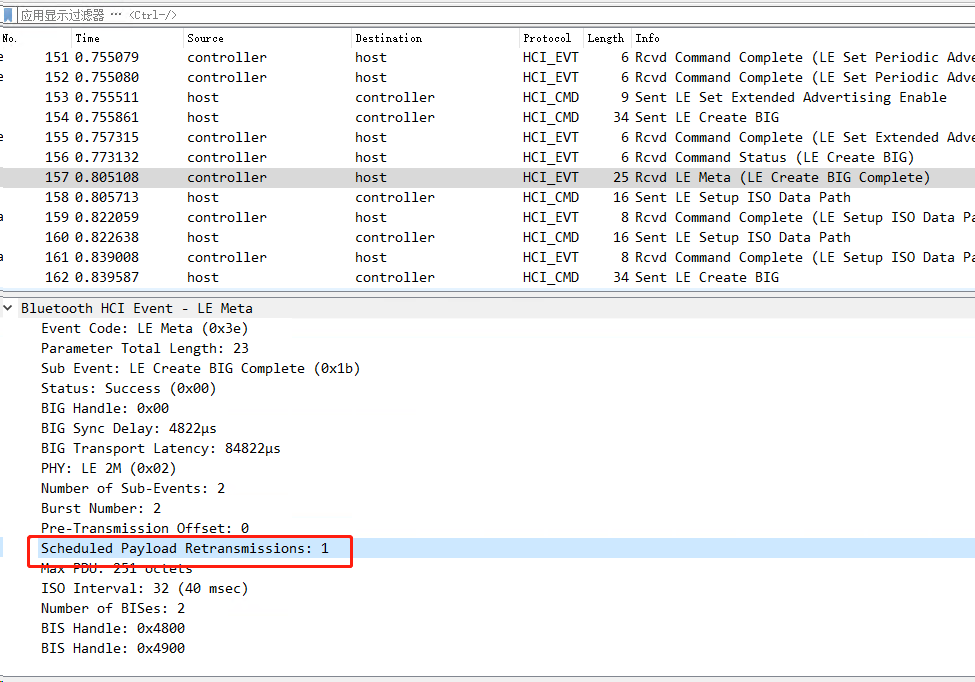 应用显示过滤器 … <Ctrl-/>
No. Time Source Destination Protocol Length Info
151 0.755079 controller host HCI_EVT 6 Rcvd Command Complete (LE Set Periodic Adve
152 0.755080 controller host HCI_EVT 6 Rcvd Command Complete (LE Set Periodic Adve
153 0.755511 host controller HCI_CMD 9 Sent LE Set Extended Advertising Enable
154 0.755861 host controller HCI_CMD 34 Sent LE Create BIG
155 0.757315 controller host HCI_EVT 6 Rcvd Command Complete (LE Set Extended Adve
156 0.773132 controller host HCI_EVT 6 Rcvd Command Status (LE Create BIG)
157 0.805108 controller host HCI_EVT 25 Rcvd LE Meta (LE Create BIG Complete)
158 0.805713 host controller HCI_CMD 16 Sent LE Setup ISO Data Path
159 0.822059 controller host HCI_EVT 8 Rcvd Command Complete (LE Setup ISO Data Pa
160 0.822638 host controller HCI_CMD 16 Sent LE Setup ISO Data Path
161 0.839008 controller host HCI_EVT 8 Rcvd Command Complete (LE Setup ISO Data Pa
162 0.839587 host controller HCI_CMD 34 Sent LE Create BIG
Bluetooth HCI Event - LE Meta
Event Code: LE Meta (0x3e)
Parameter Total Length: 23
Sub Event: LE Create BIG Complete (0x1b)
Status: Success (0x00)
BIG Handle: 0x00
BIG Sync Delay: 4822µs
BIG Transport Latency: 84822µs
PHY: LE 2M (0x02)
Number of Sub-Events: 2
Burst Number: 2
Pre-Transmission Offset: 0
Scheduled Payload Retransmissions: 1
Max PDU: 251 octets
ISO Interval: 32 (40 msec)
Number of BISes: 2
BIS Handle: 0x4800
BIS Handle: 0x4900